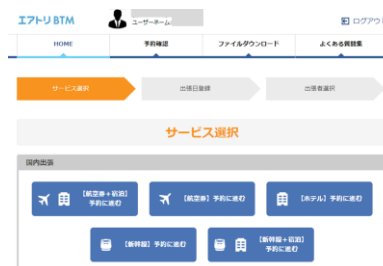 エアトリ BTM
ユーザーネーム
ログアウト
HOME
予約確認
ファイルダウンロード
よくある質問集
サービス選択
出張日登録
出張者選択
サービス選択
国内出張
【航空券+宿泊】
予約に進む
【航空券】予約に進む
【ホテル】予約に進む
【新幹線】予約に進む
【新幹線+宿泊】
予約に進む